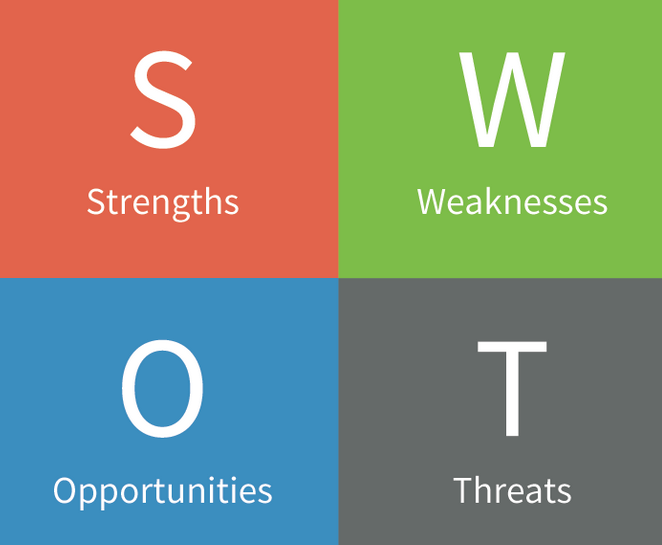 S
Strengths
W
Weaknesses
O
Opportunities
T
Threats